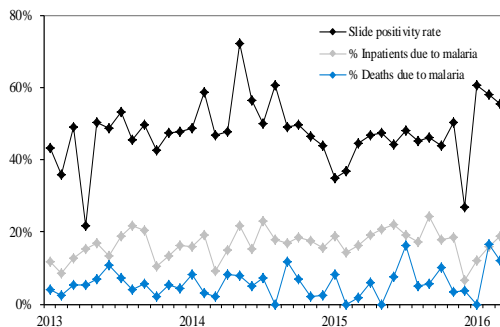 80%
60%
40%
20%
0%
Slide positivity rate
% Inpatients due to malaria
% Deaths due to malaria
2013 2014 2015 2016